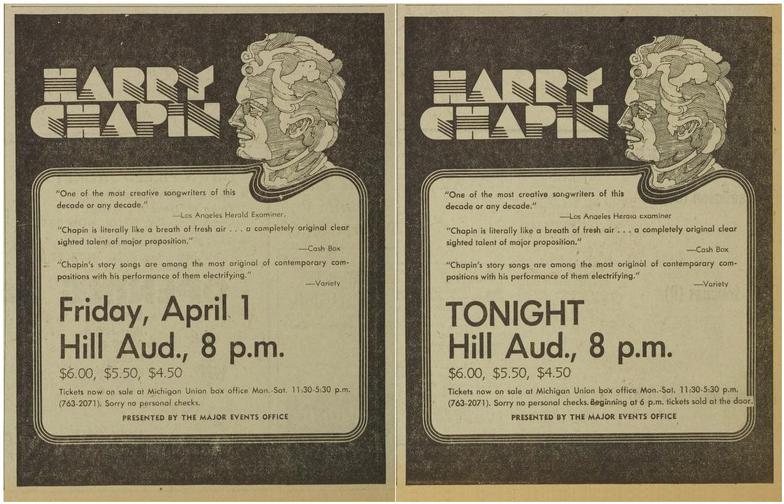 HARRY
CHAPIN
"One of the most creative songwriters of this
decade or any decade."
—Los Angeles Herald Examiner.
"Chapin is literally like a breath of fresh air . . . a completely original clear
sighted talent of major proposition."
—Cash Box
"Chapin's story songs are among the most original of contemporary com-
positions with his performance of them electrifying."
—Variety
Friday, April 1
Hill Aud., 8 p.m.
$6.00, $5.50, $4.50
Tickets now on sale at Michigan Union box office Mon.-Sat. 11:30-5:30 p.m.
(763-2071). Sorry no personal checks.
PRESENTED BY THE MAJOR EVENTS OFFICE
HARRY
CHAPIN
"One of the most creative songwriters of this
decade or any decade."
—Los Angeles Herald Examiner
"Chapin is literally like a breath of fresh air . . . a completely original clear
sighted talent of major proposition."
—Cash Box
"Chapin's story songs are among the most original of contemporary com-
positions with his performance of them electrifying."
—Variety
TONIGHT
Hill Aud., 8 p.m.
$6.00, $5.50, $4.50
Tickets now on sale at Michigan Union box office Mon.-Sat. 11:30-5:30 p.m.
(763-2071). Sorry no personal checks. Beginning at 6 p.m. tickets sold at the door.
PRESENTED BY THE MAJOR EVENTS OFFICE